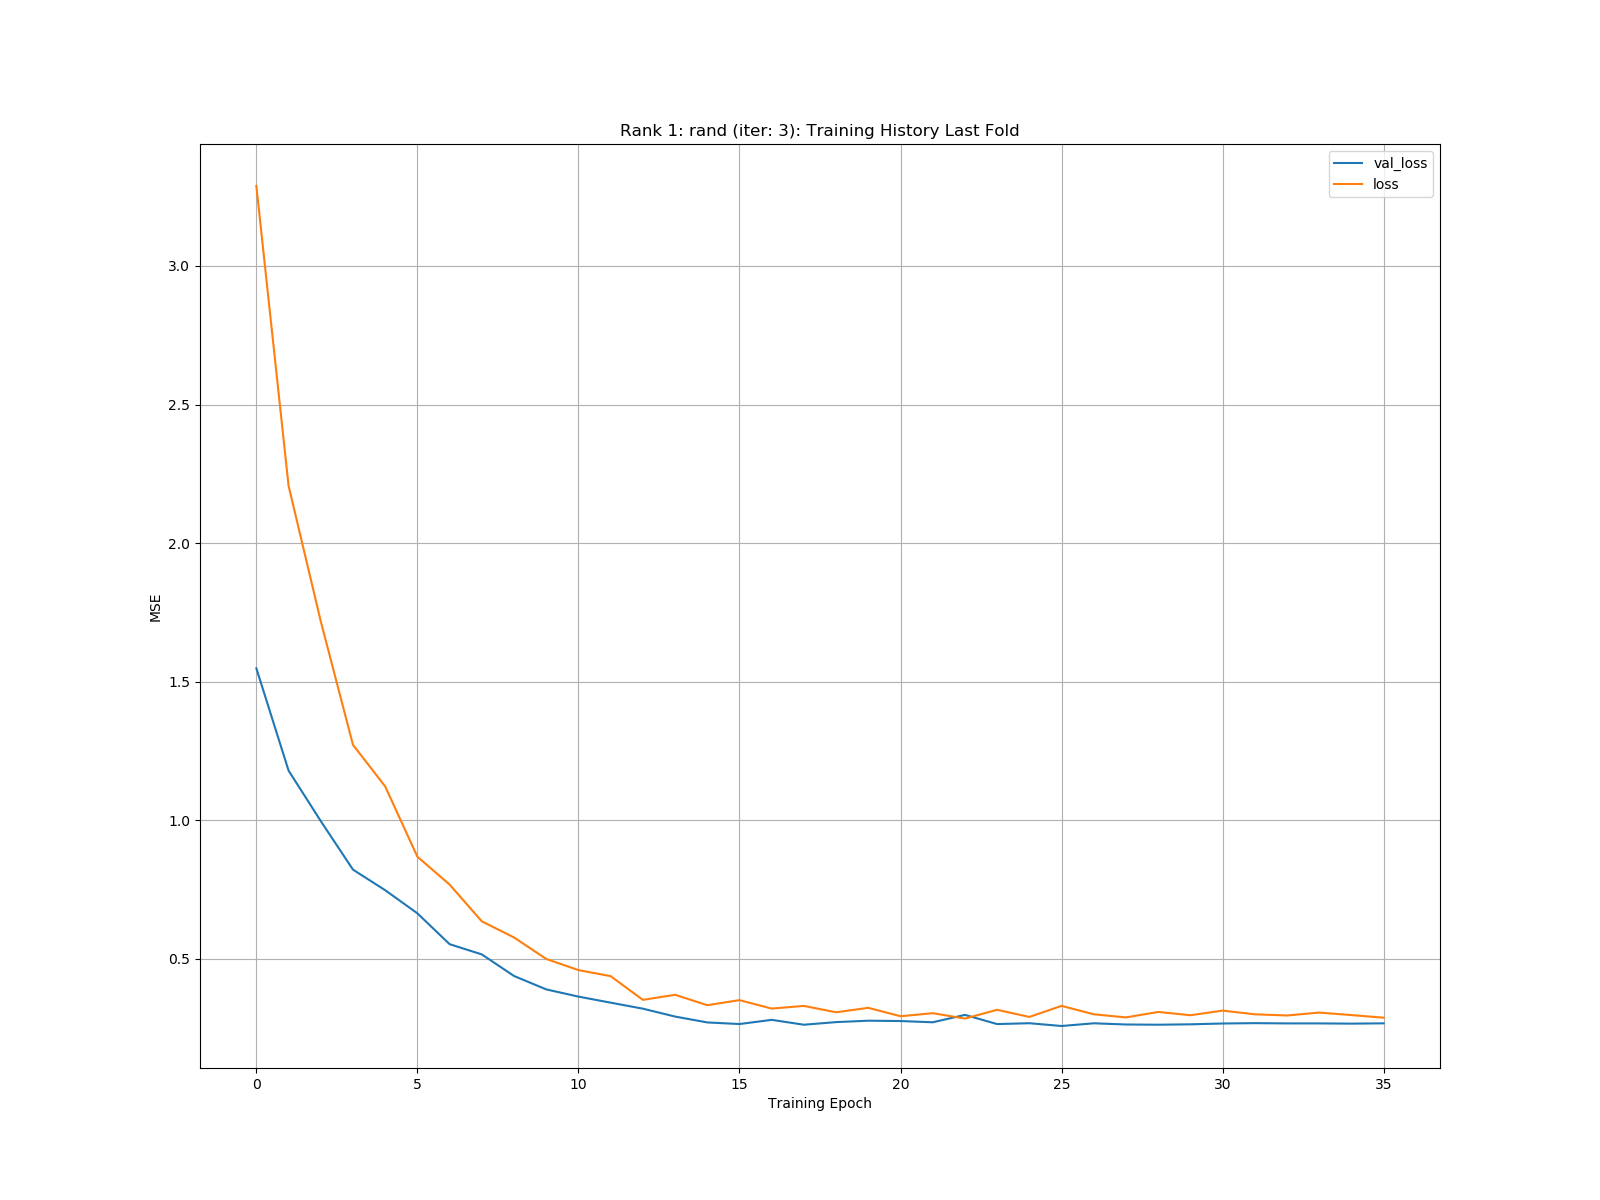 Rank 1: rand (iter: 3): Training History Last Fold
val_loss
loss
3.0
2.5
2.0
1.5
1.0
0.5
MSE
0 5 10 15 20 25 30 35
Training Epoch